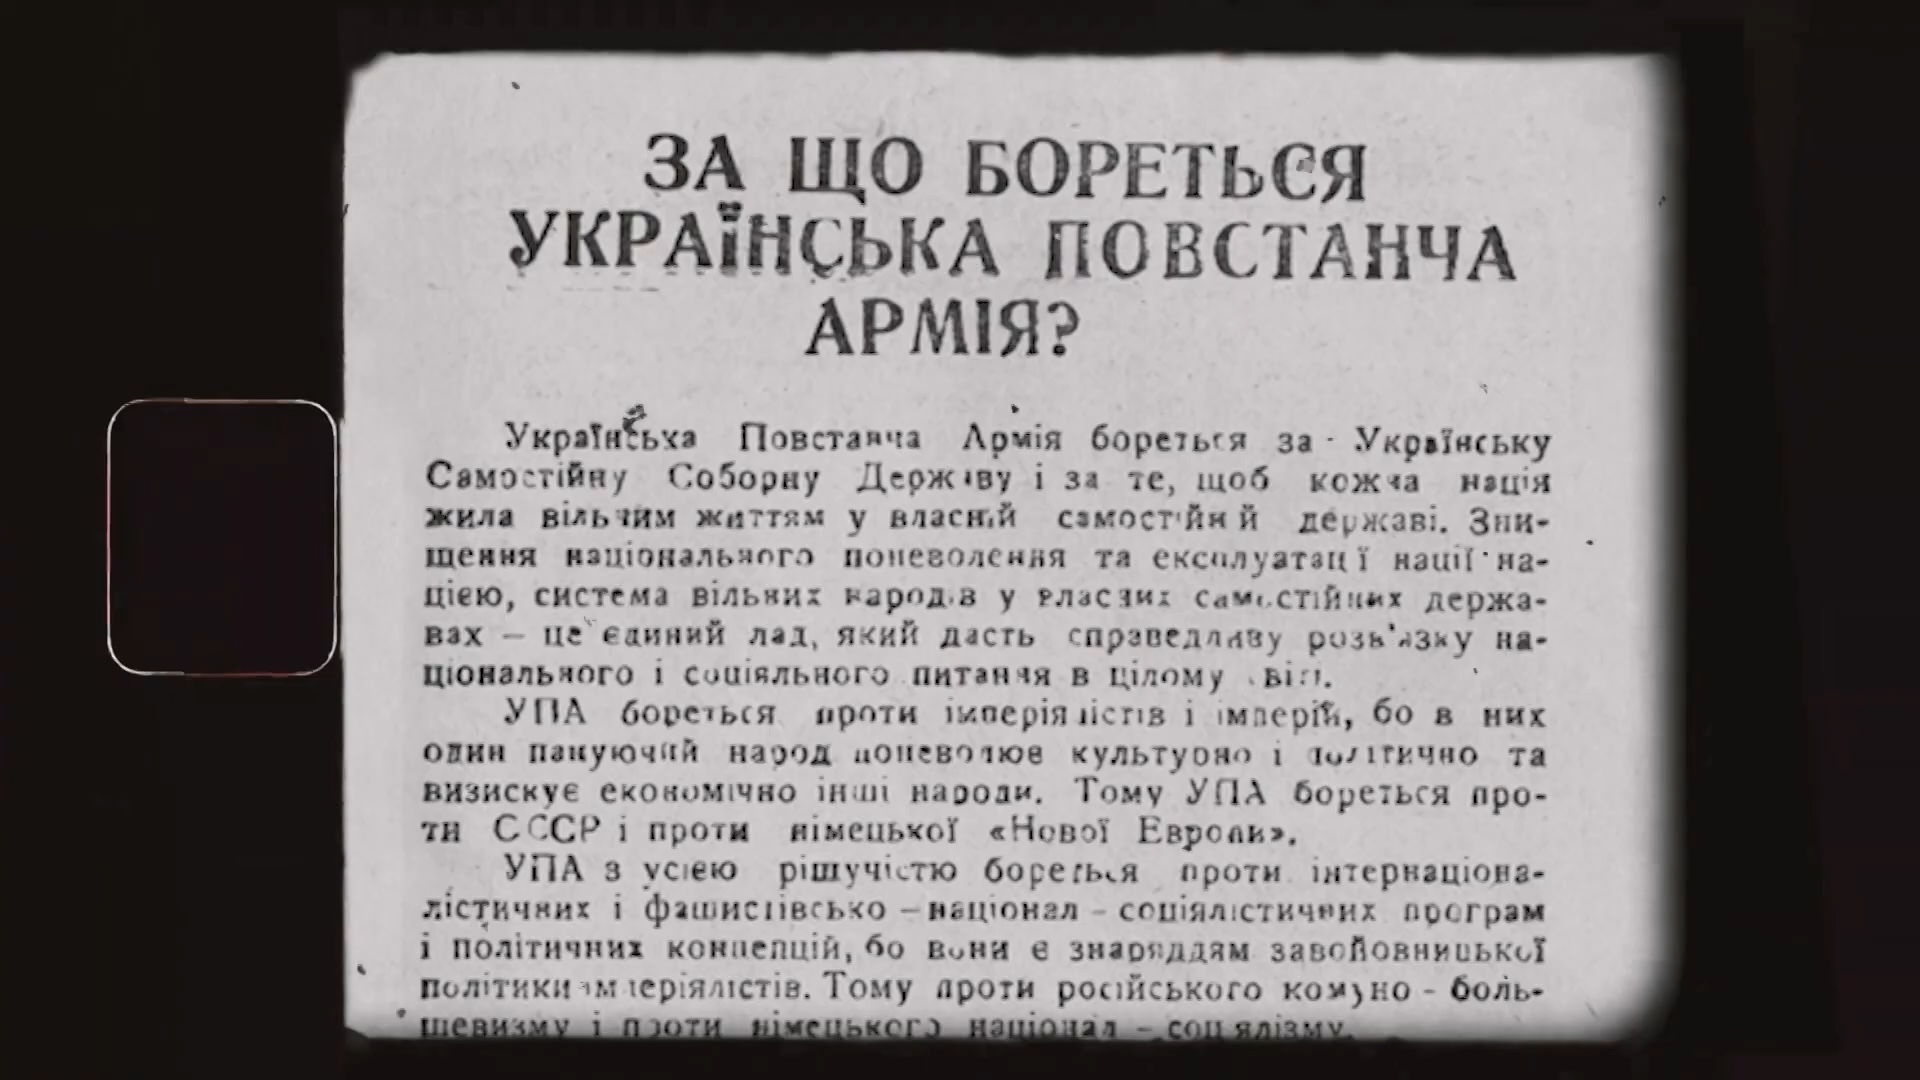 ЗА ЩО БОРЕТЬСЯ
УКРАЇНСЬКА ПОВСТАНЧА
АРМІЯ?
Українська Повстанча Армія бореться за Українську
Самостійну Соборну Державу і за те, щоб кожна нація
жила вільним життям у власній самостійній державі. Зни-
щення національного поневолення та експлуатації нації на-
цією, система вільних народів у власних самостійних держа-
вах — це єдиний лад, який дасть справедливу розв'язку на-
ціонального і соціяльного питання в цілому світі.
УПА бореться проти імперіялістів і імперій, бо в них
один пануючий народ поневолює культурно і політично та
визискує економічно інші народи. Тому УПА бореться про-
ти СССР і проти німецької «Нової Европи».
УПА з усією рішучістю бореться проти інтернаціона-
лістичних і фашистівсько – націонал – соціялістичних програм
і політичних концепцій, бо вони є знаряддям завойовницької
політики імперіялістів. Тому проти російського комуно - боль-
шевизму і проти німецького націонал – соціялізму.